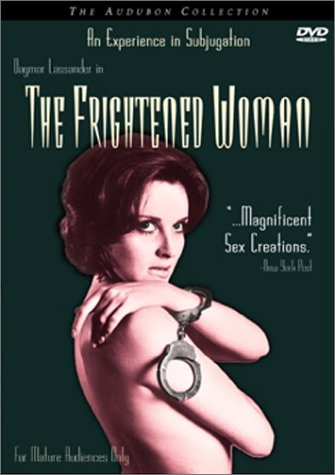 THE AUDUBON COLLECTION
DVD
VIDEO
An Experience in Subjugation
Dagmar Lassander in
THE FRIGHTENED WOMAN
"...Magnificent
Sex Creations."
-New York Post
For Mature Audiences Only